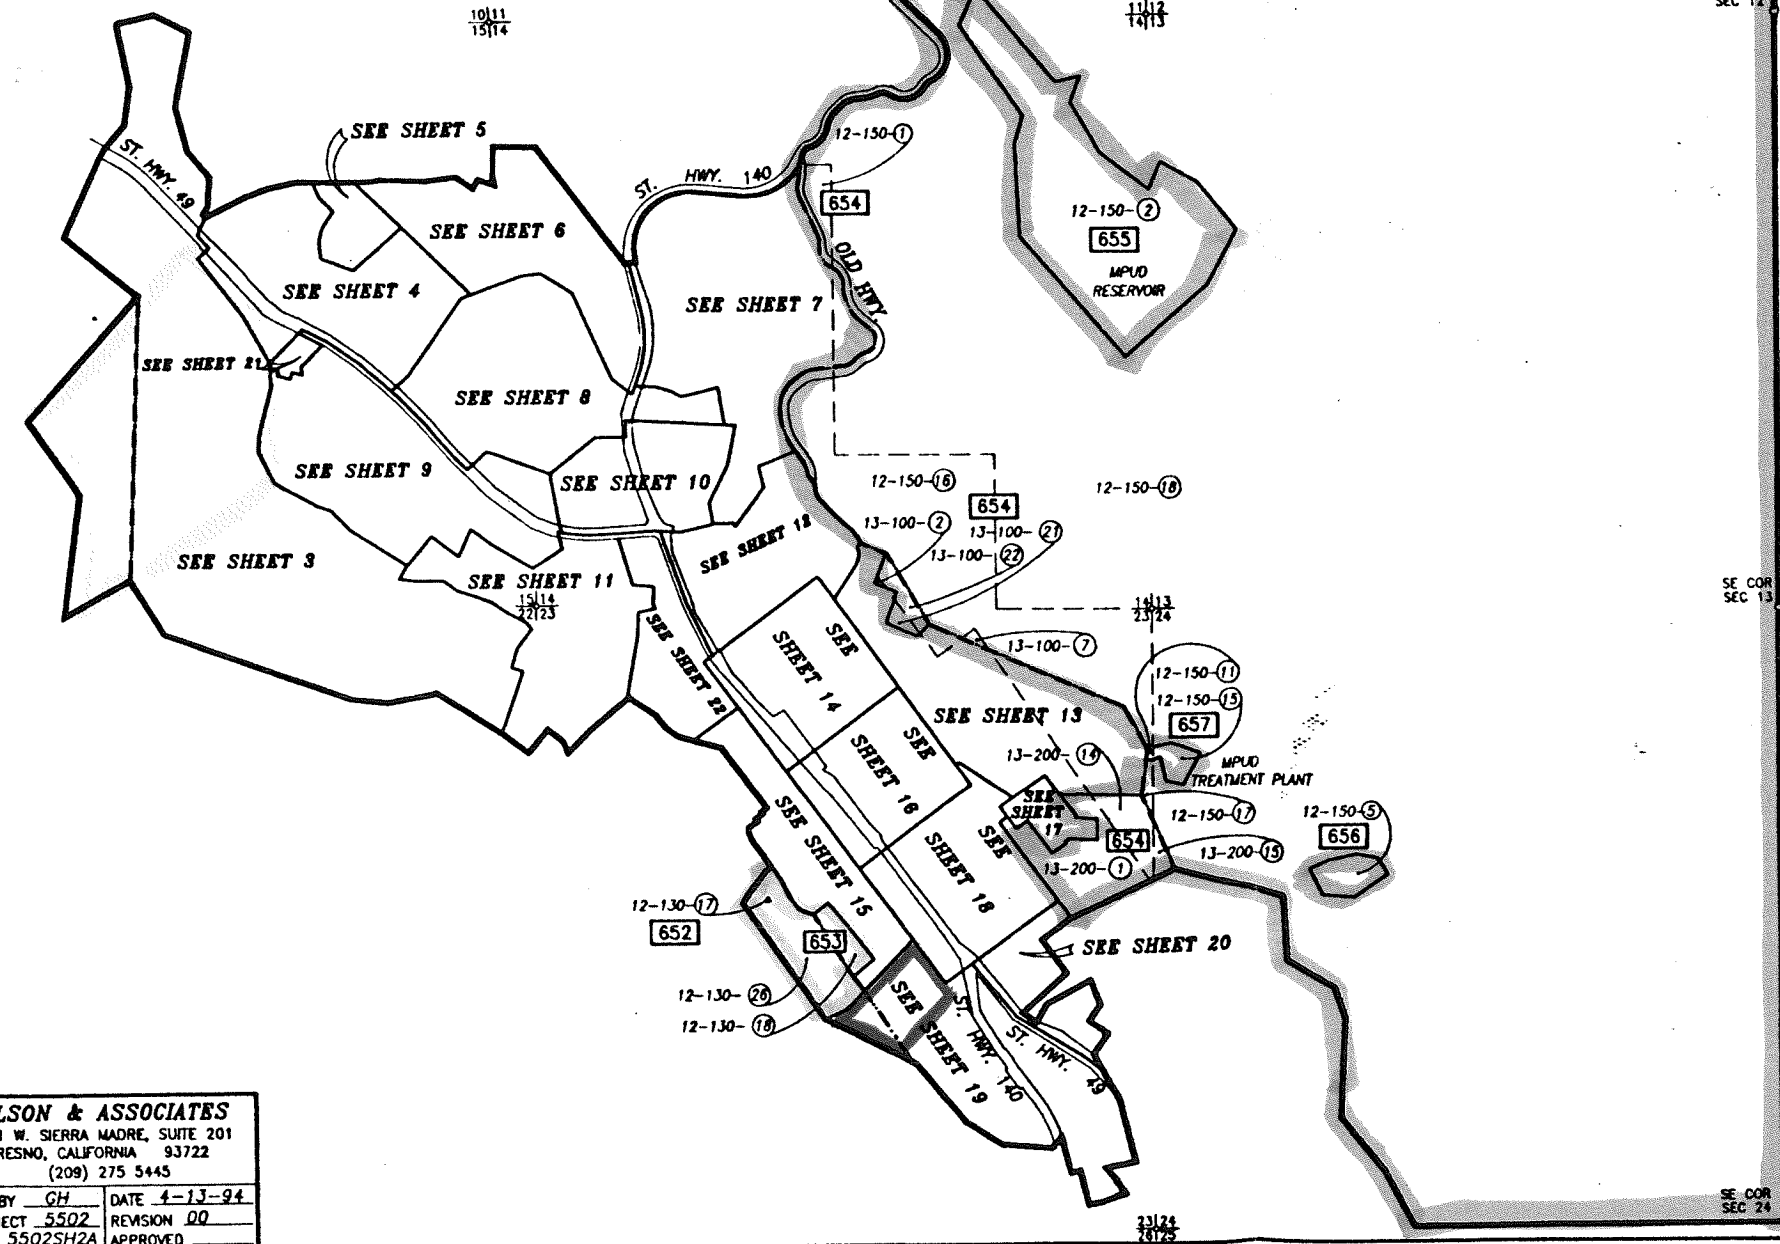 10|11
15|14
11|12
14|13
SEC 12
SEE SHEET 5
12-150-1
ST. HWY. 49
ST. HWY. 140
654
SEE SHEET 6
12-150-2
655
MPUD
RESERVOIR
OLD HWY.
SEE SHEET 4
SEE SHEET 7
SEE SHEET 21
SEE SHEET 8
SEE SHEET 9
SEE SHEET 10
12-150-16
12-150-18
654
13-100-2
13-100-21
13-100-22
SEE SHEET 12
SEE SHEET 3
SEE SHEET 11
15|14
22|23
14|13
23|24
SE COR
SEC 13
SEE
SHEET 14
SEE SHEET 22
13-100-7
12-150-11
12-150-15
657
SEE SHEET 13
SEE
SHEET 16
13-200-14
MPUD
TREATMENT PLANT
SEE
SHEET
17
12-150-17
12-150-5
656
654
13-200-15
13-200-1
SEE SHEET 15
SEE
SHEET 18
12-130-17
652
653
SEE SHEET 20
12-130-26
12-130-18
SEE SHEET 19
ST. HWY. 140
ST. HWY. 49
LSON & ASSOCIATES
W. SIERRA MADRE, SUITE 201
RESNO, CALIFORNIA 93722
(209) 275 5445
BY GH
DATE 4-13-94
ECT 5502
REVISION 00
5502SH2A
APPROVED
SE COR
SEC 24
23|24
26|25